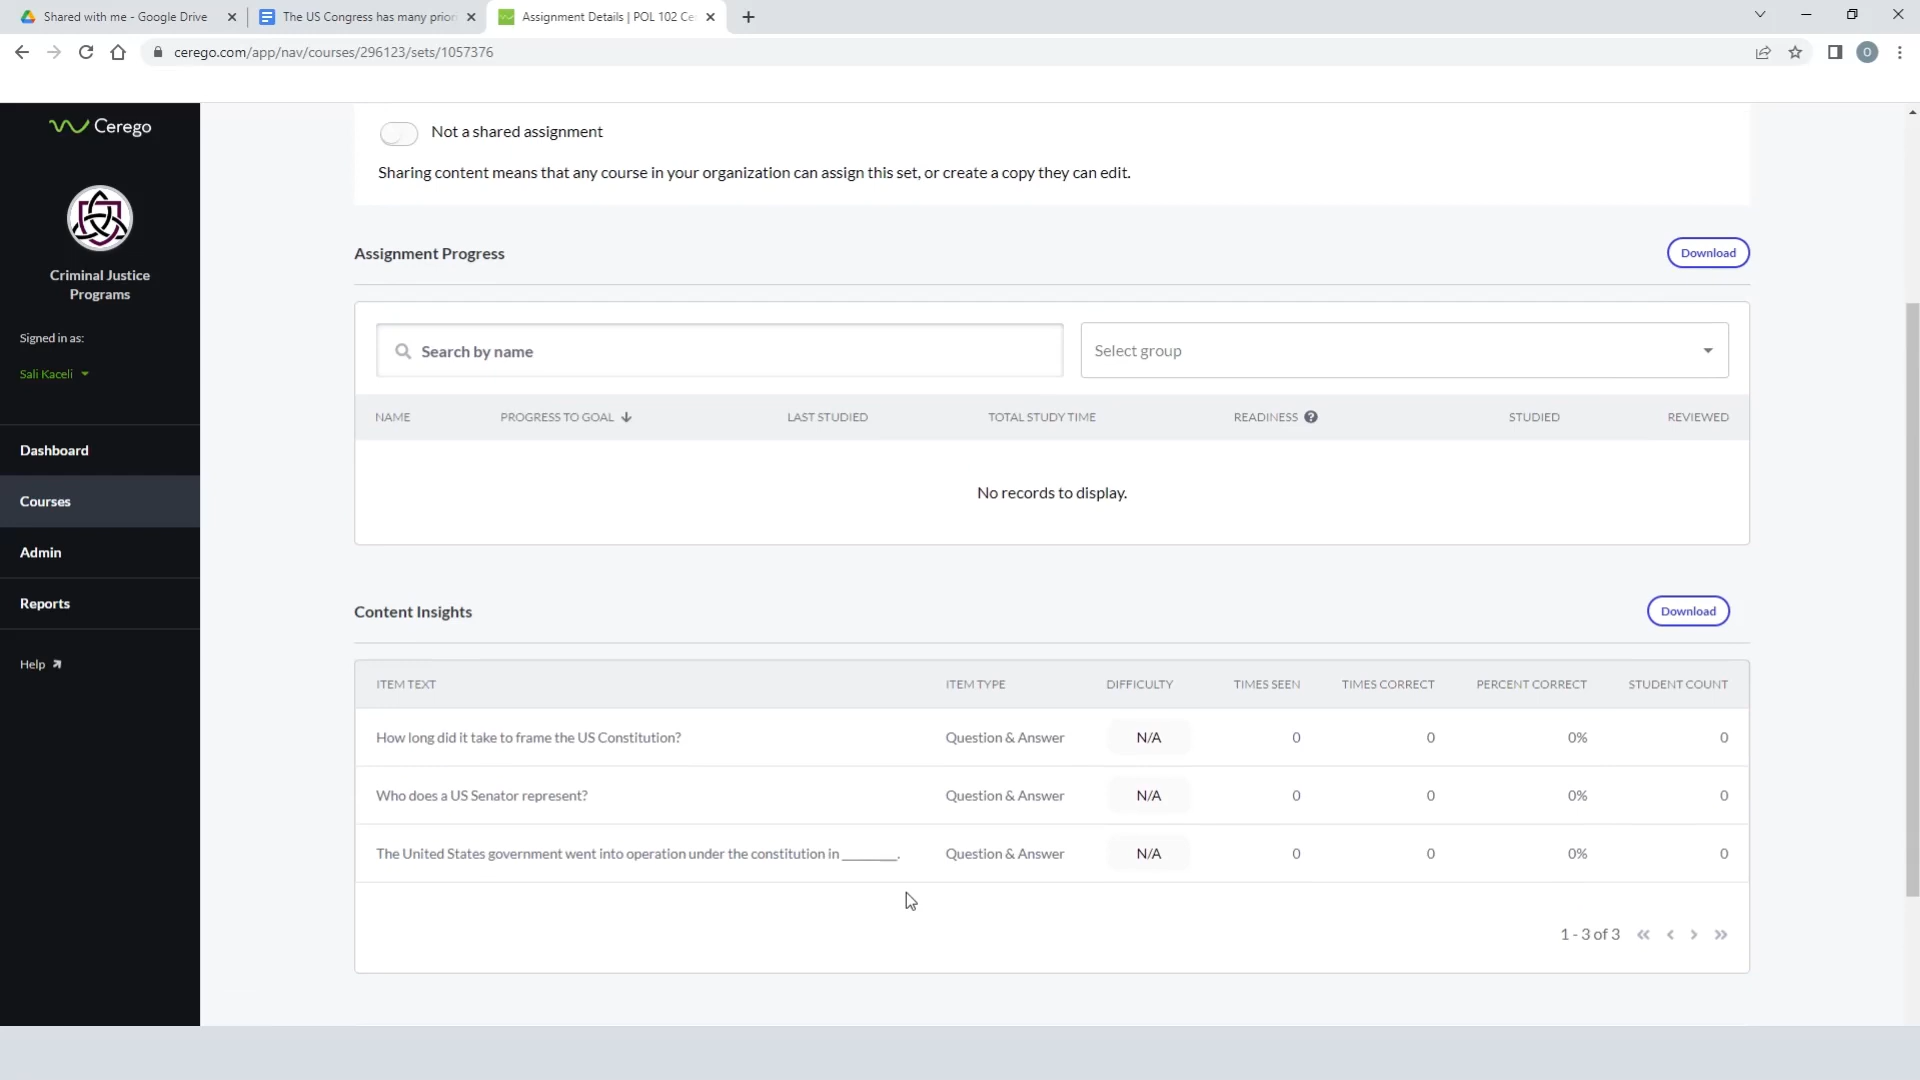 Shared with me - Google Drive
The US Congress has many prior
Assignment Details | POL 102 Ce
cerego.com/app/nav/courses/296123/sets/1057376
O
Cerego
Criminal Justice
Programs
Signed in as:
Sali Kaceli
Dashboard
Courses
Admin
Reports
Help
Not a shared assignment
Sharing content means that any course in your organization can assign this set, or create a copy they can edit.
Assignment Progress
Download
Search by name
Select group
NAME PROGRESS TO GOAL LAST STUDIED TOTAL STUDY TIME READINESS ? STUDIED REVIEWED
No records to display.
Content Insights
Download
ITEM TEXT ITEM TYPE DIFFICULTY TIMES SEEN TIMES CORRECT PERCENT CORRECT STUDENT COUNT
How long did it take to frame the US Constitution? Question & Answer N/A 0 0 0% 0
Who does a US Senator represent? Question & Answer N/A 0 0 0% 0
The United States government went into operation under the constitution in ________. Question & Answer N/A 0 0 0% 0
1 - 3 of 3